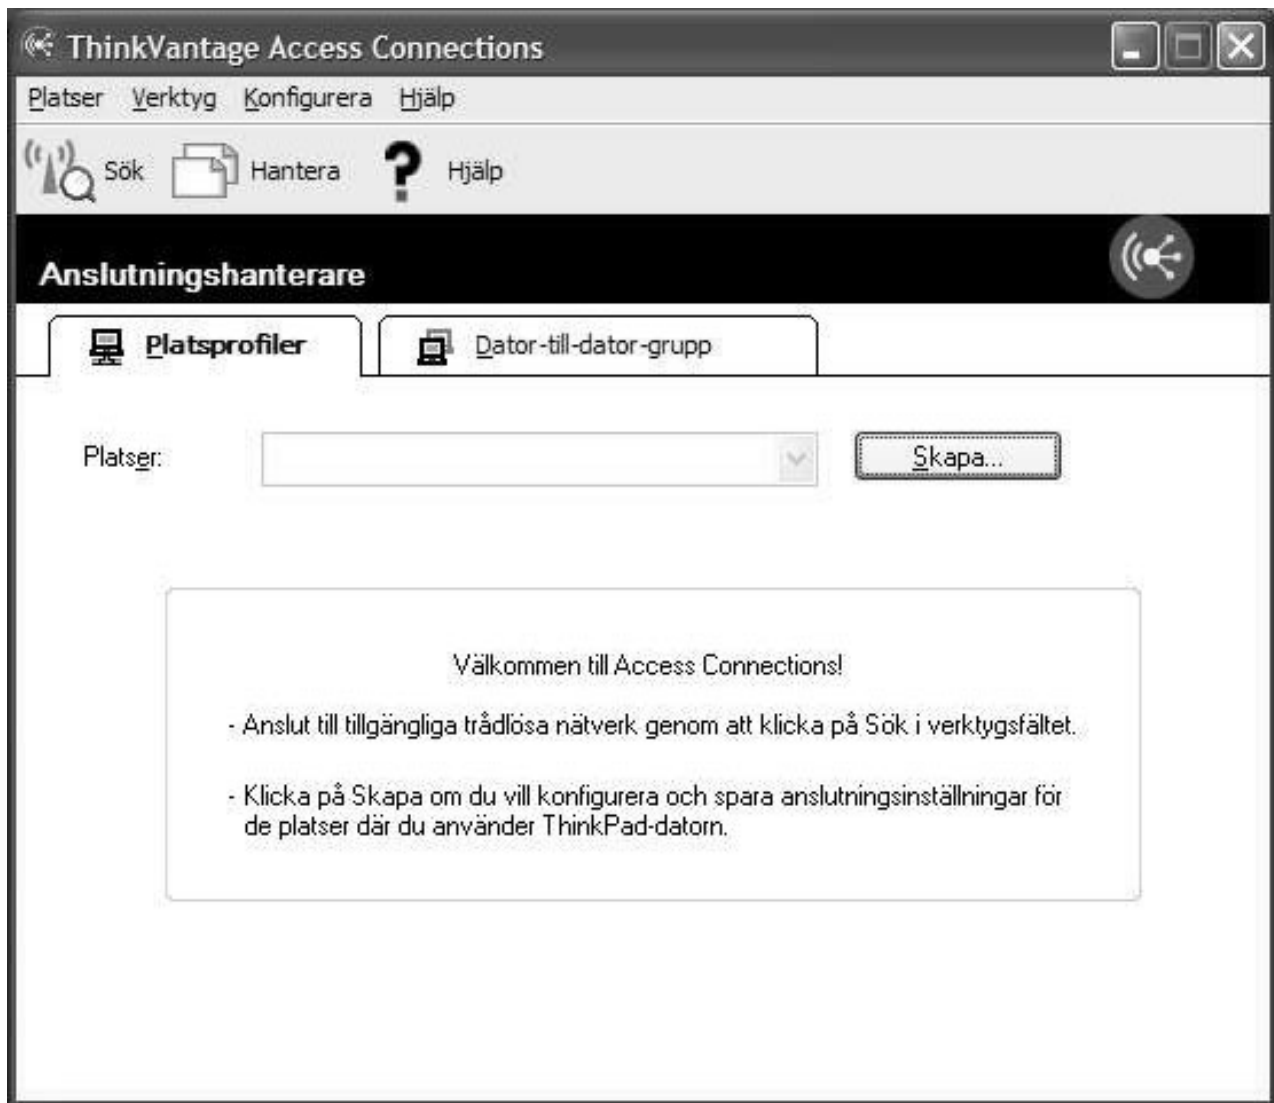 ThinkVantage Access Connections
Platser Verktyg Konfigurera Hjälp
Sök Hantera ? Hjälp
Anslutningshanterare
Platsprofiler Dator-till-dator-grupp
Platser: Skapa...
Välkommen till Access Connections!
- Anslut till tillgängliga trådlösa nätverk genom att klicka på Sök i verktygsfältet.
- Klicka på Skapa om du vill konfigurera och spara anslutningsinställningar för
de platser där du använder ThinkPad-datorn.